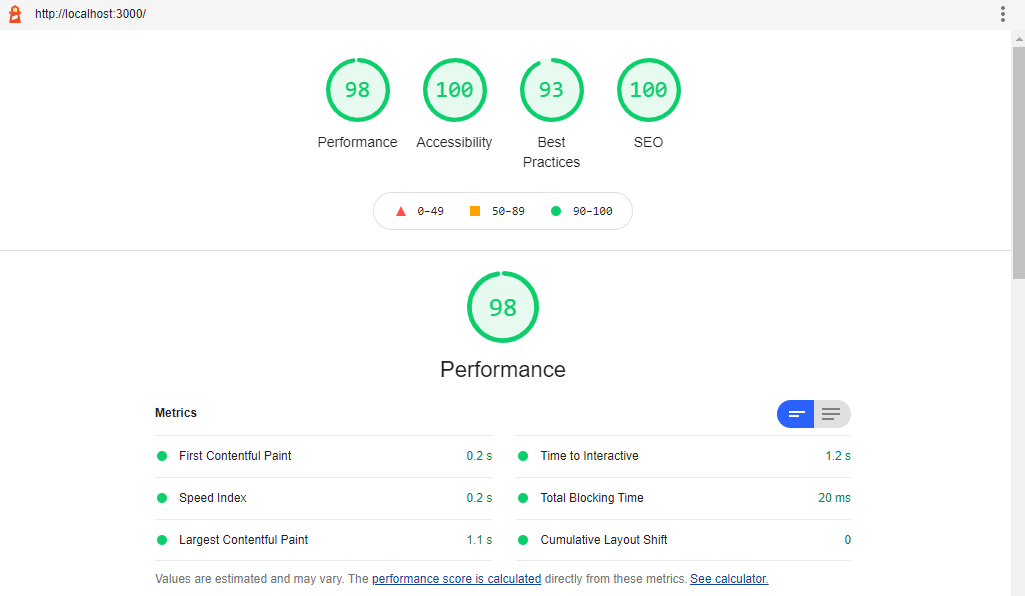 http://localhost:3000/
98 100 93 100
Performance Accessibility Best Practices SEO
0–49 50–89 90–100
98
Performance
Metrics
First Contentful Paint 0.2 s
Time to Interactive 1.2 s
Speed Index 0.2 s
Total Blocking Time 20 ms
Largest Contentful Paint 1.1 s
Cumulative Layout Shift 0
Values are estimated and may vary. The performance score is calculated directly from these metrics. See calculator.